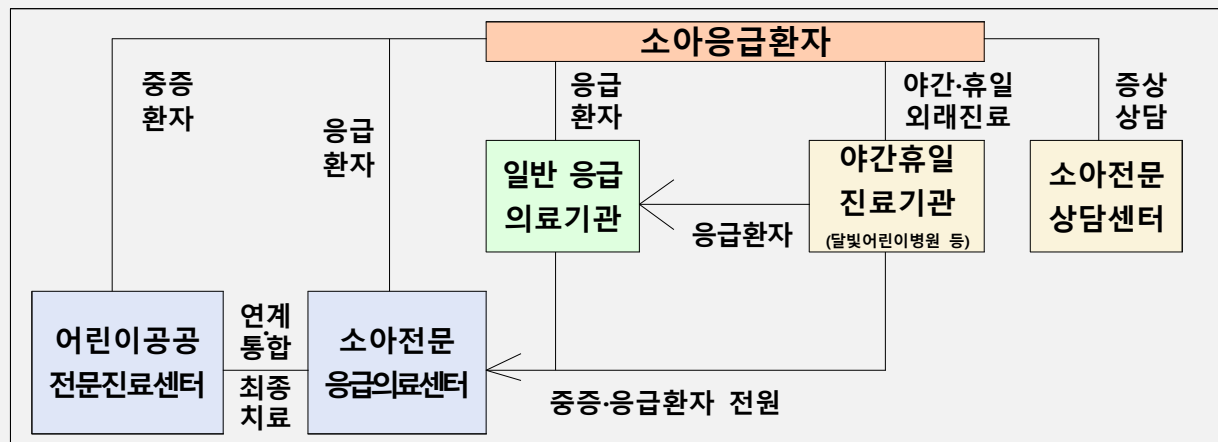 소아응급환자
중증
환자
응급
환자
응급
환자
야간·휴일
외래진료
증상
상담
일반 응급
의료기관
야간휴일
진료기관
(달빛어린이병원 등)
소아전문
상담센터
응급환자
어린이공공
전문진료센터
연계·
통합
최종
치료
소아전문
응급의료센터
중증·응급환자 전원